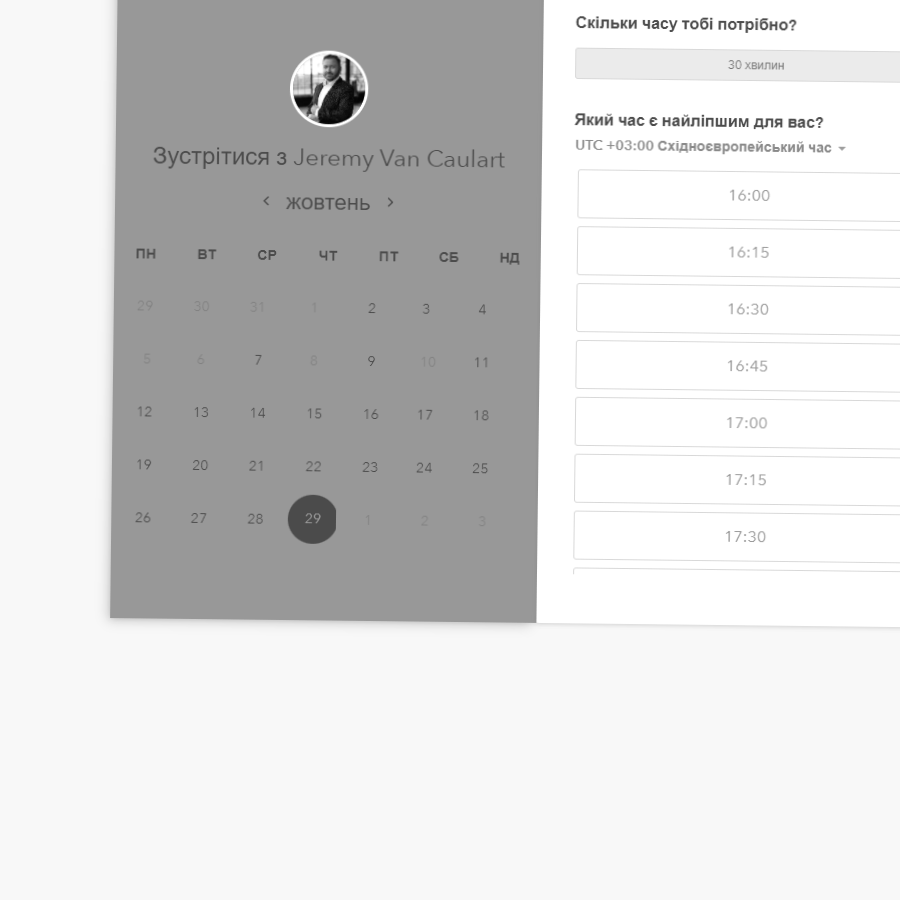 Зустрітися з Jeremy Van Caulart
жовтень
ПН ВТ СР ЧТ ПТ СБ НД
29 30 31 1 2 3 4
5 6 7 8 9 10 11
12 13 14 15 16 17 18
19 20 21 22 23 24 25
26 27 28 29 1 2 3
Скільки часу тобі потрібно?
30 хвилин
Який час є найліпшим для вас?
UTC +03:00 Східноєвропейський час
16:00
16:15
16:30
16:45
17:00
17:15
17:30